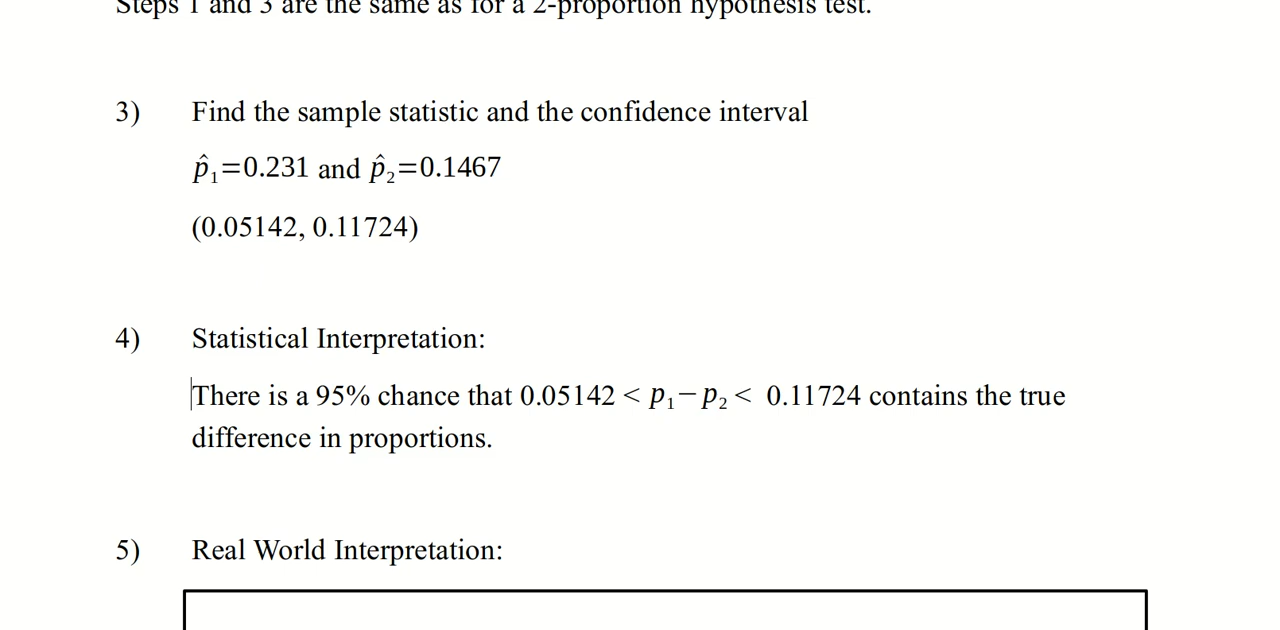 Steps 1 and 3 are the same as for a 2-proportion hypothesis test.
3) Find the sample statistic and the confidence interval
p̂₁=0.231 and p̂₂=0.1467
(0.05142, 0.11724)
4) Statistical Interpretation:
There is a 95% chance that 0.05142 < p₁−p₂ < 0.11724 contains the true
difference in proportions.
5) Real World Interpretation: